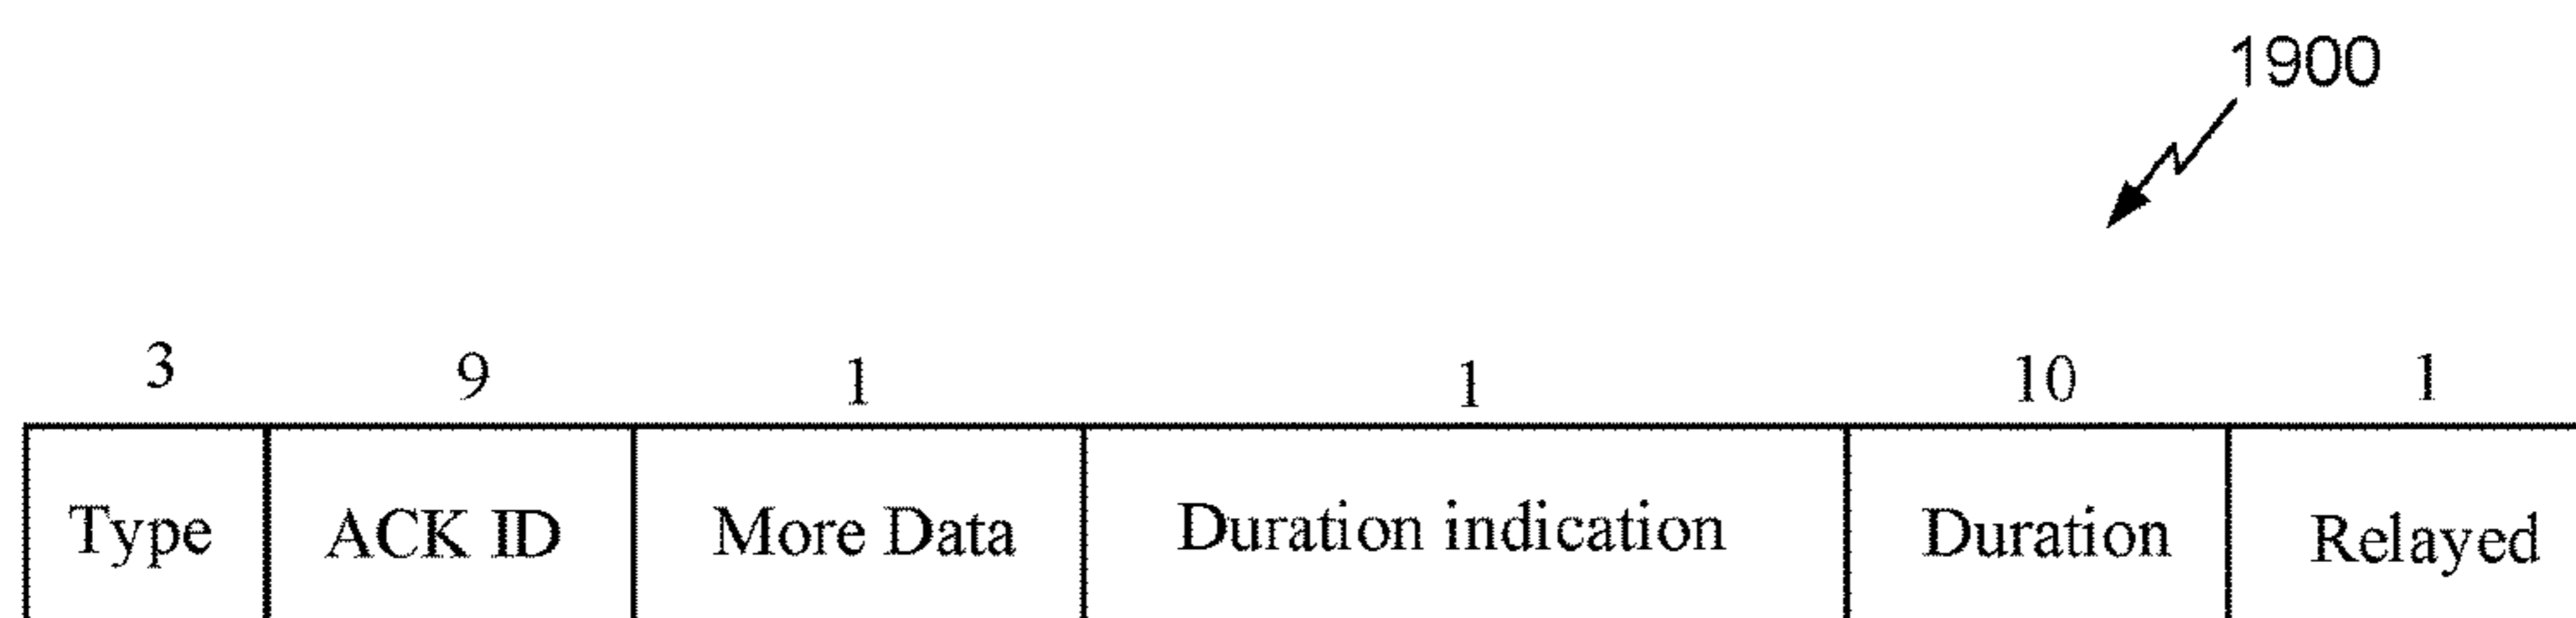 1900
3 9 1 1 10 1
Type ACK ID More Data Duration indication Duration Relayed